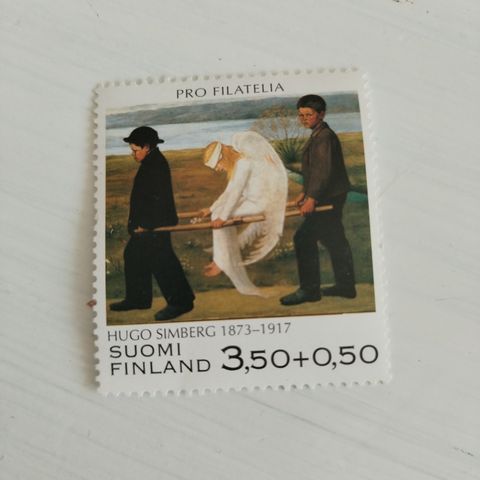 PRO FILATELIA
HUGO SIMBERG 1873–1917
SUOMI
FINLAND 3,50+0,50